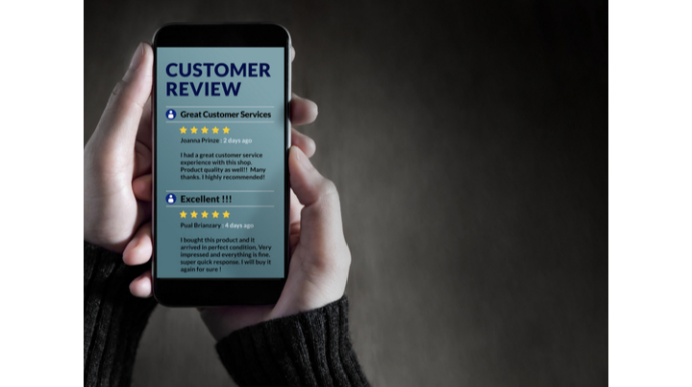 CUSTOMER
REVIEW
Great Customer Services
Joanna Prinze | 2 days ago
I had a great customer service
experience with this shop.
Product quality as well!! Many
thanks. I highly recommended!
Excellent !!!
Poul Brianzary | 4 days ago
I bought this product and it
arrived in perfect condition. Very
impressed and everything is fine.
super quick response. I will buy it
again for sure !